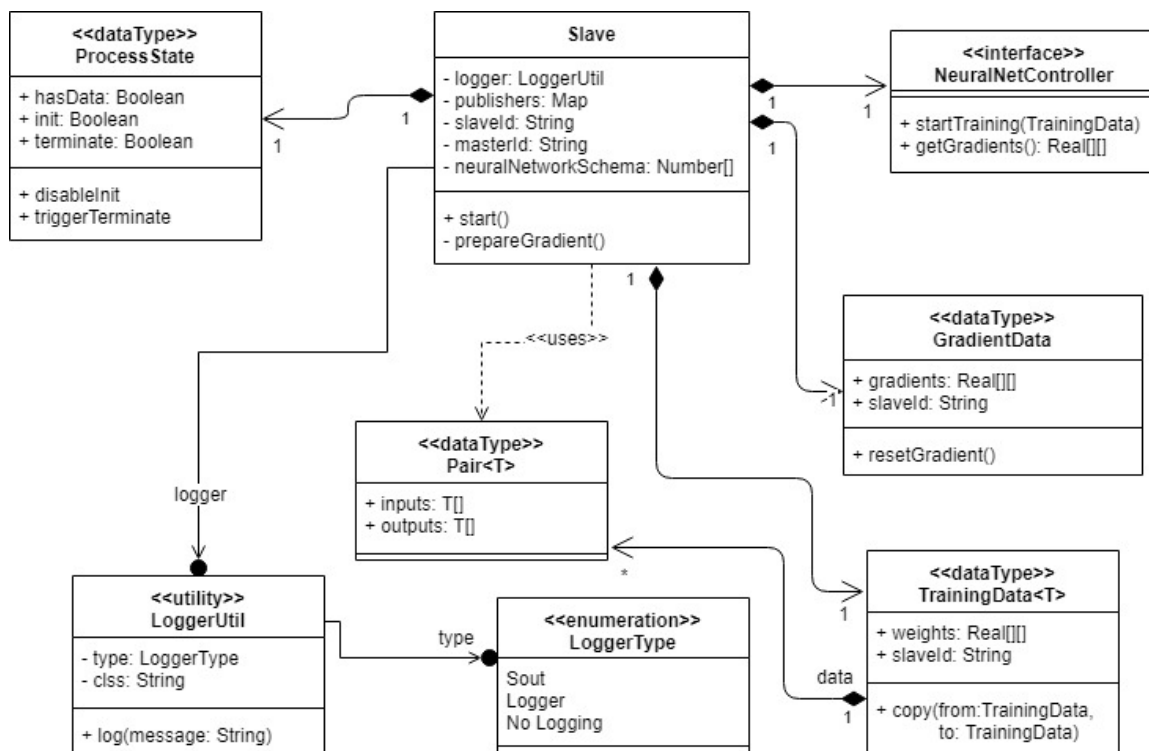 <<dataType>>
ProcessState
+ hasData: Boolean
+ init: Boolean
+ terminate: Boolean
+ disableInit
+ triggerTerminate
1
1
Slave
- logger: LoggerUtil
- publishers: Map
- slaveId: String
- masterId: String
- neuralNetworkSchema: Number[]
+ start()
- prepareGradient()
1
1
1
1
<<interface>>
NeuralNetController
+ startTraining(TrainingData)
+ getGradients(): Real[][]
<<dataType>>
GradientData
+ gradients: Real[][]
+ slaveId: String
+ resetGradient()
1
<<uses>>
<<dataType>>
Pair<T>
+ inputs: T[]
+ outputs: T[]
*
logger
<<utility>>
LoggerUtil
- type: LoggerType
- clss: String
+ log(message: String)
type
<<enumeration>>
LoggerType
Sout
Logger
No Logging
1
<<dataType>>
TrainingData<T>
+ weights: Real[][]
+ slaveId: String
+ copy(from:TrainingData,
to: TrainingData)
data
1